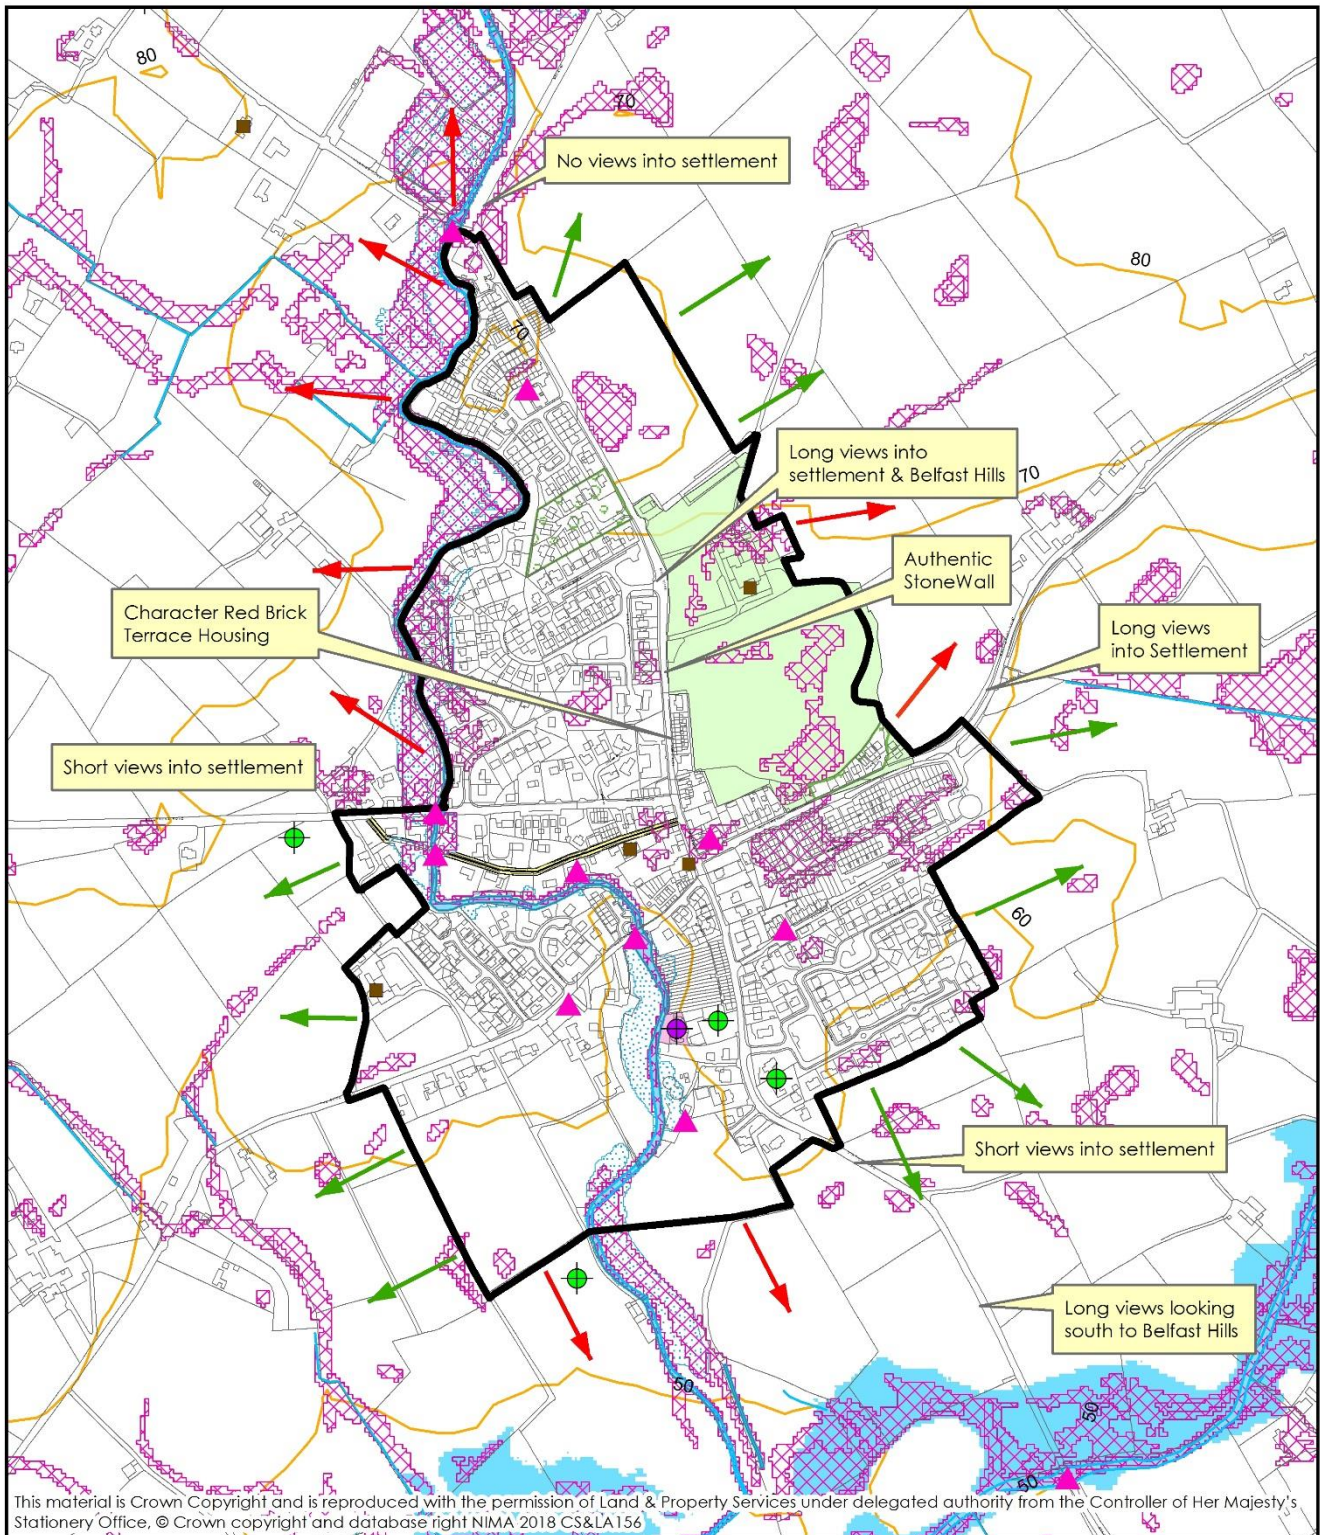 80
70
No views into settlement
80
70
Long views into
settlement & Belfast Hills
70
Authentic
StoneWall
Character Red Brick
Terrace Housing
Long views
into Settlement
Short views into settlement
60
Short views into settlement
Long views looking
south to Belfast Hills
50
50
50
This material is Crown Copyright and is reproduced with the permission of Land & Property Services under delegated authority from the Controller of Her Majesty's
Stationery Office, © Crown copyright and database right NIMA 2018 CS&LA156